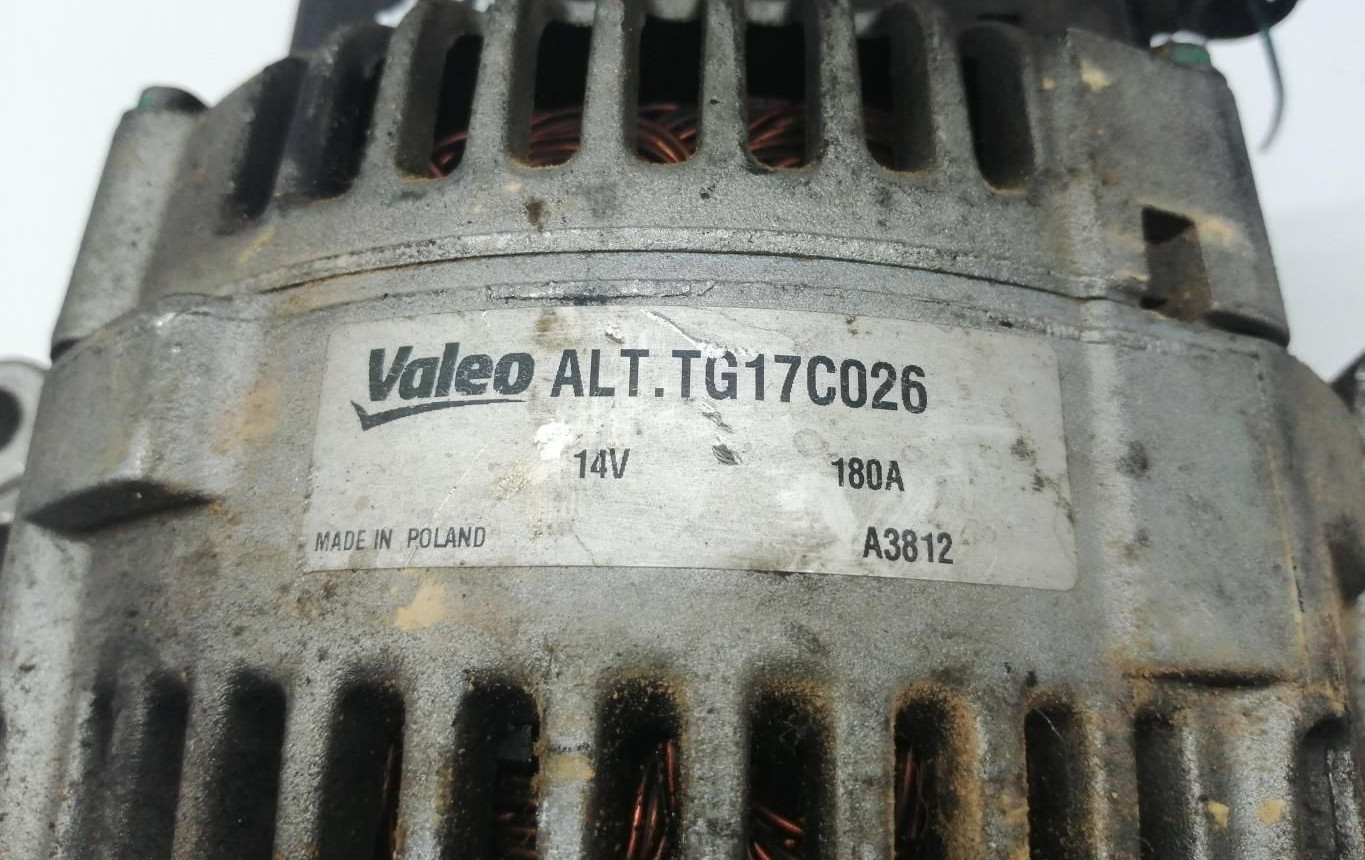 Valeo ALT.TG17C026
14V 180A
MADE IN POLAND A3812